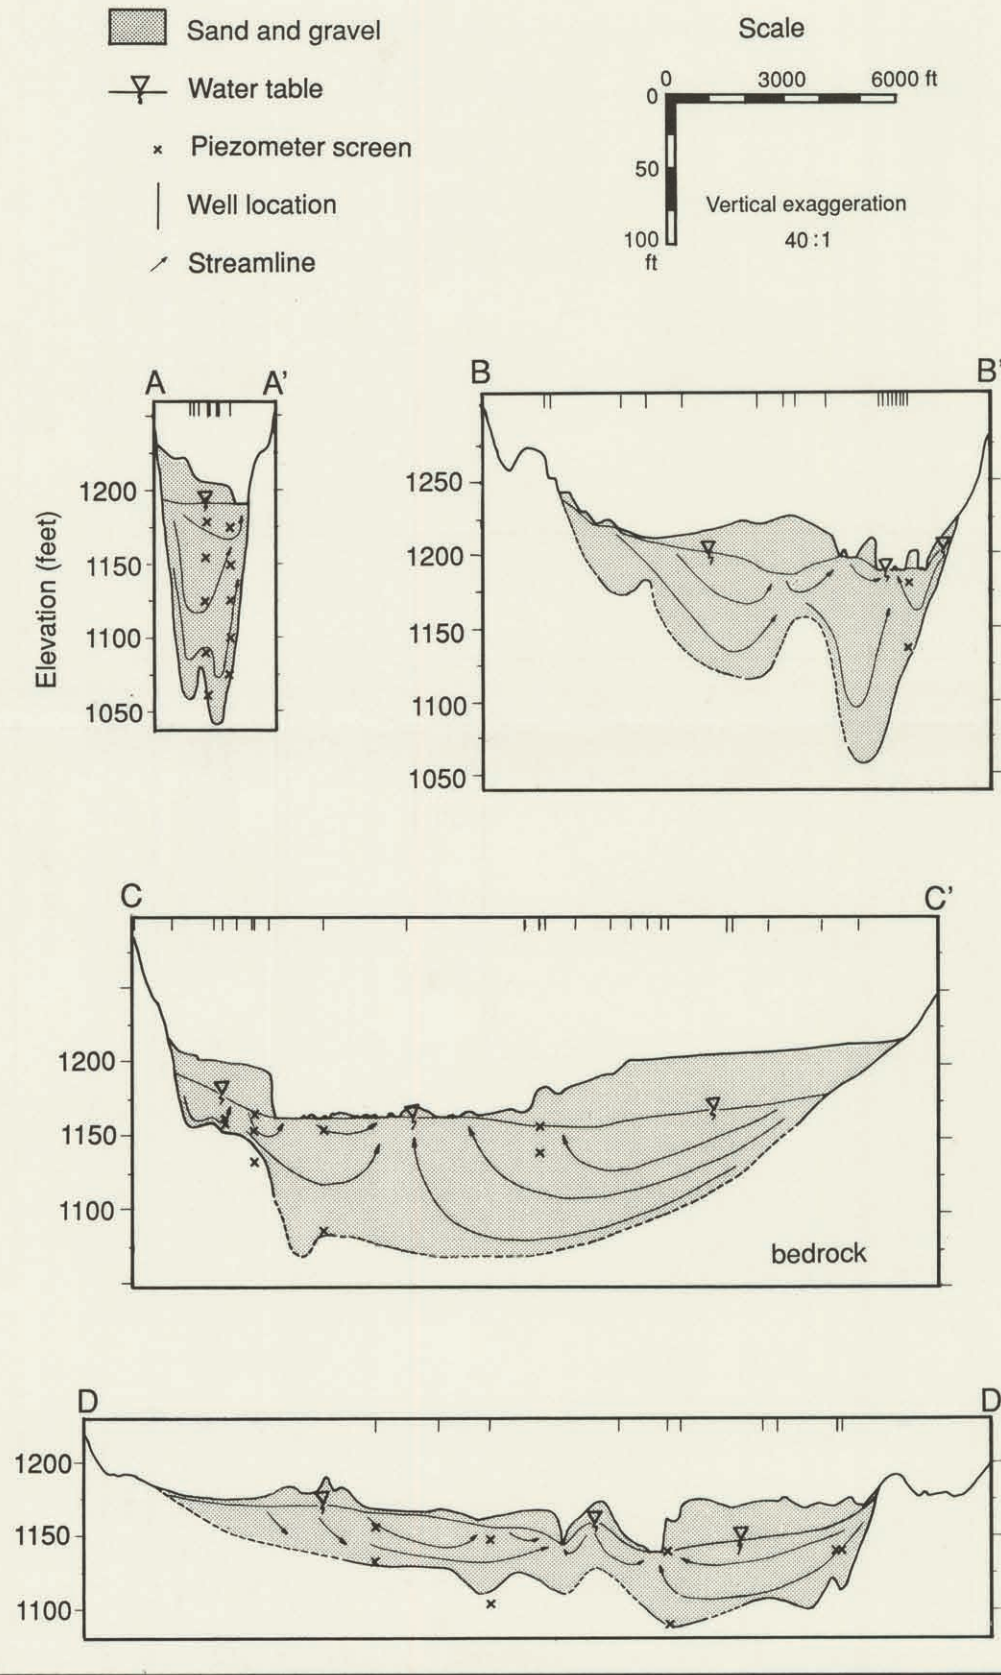 Sand and gravel
Water table
Piezometer screen
Well location
Streamline
Scale
0 3000 6000 ft
0
50
100
ft
Vertical exaggeration
40:1
A A'
Elevation (feet)
1200
1150
1100
1050
B B'
1250
1200
1150
1100
1050
C C'
1200
1150
1100
bedrock
D D
1200
1150
1100